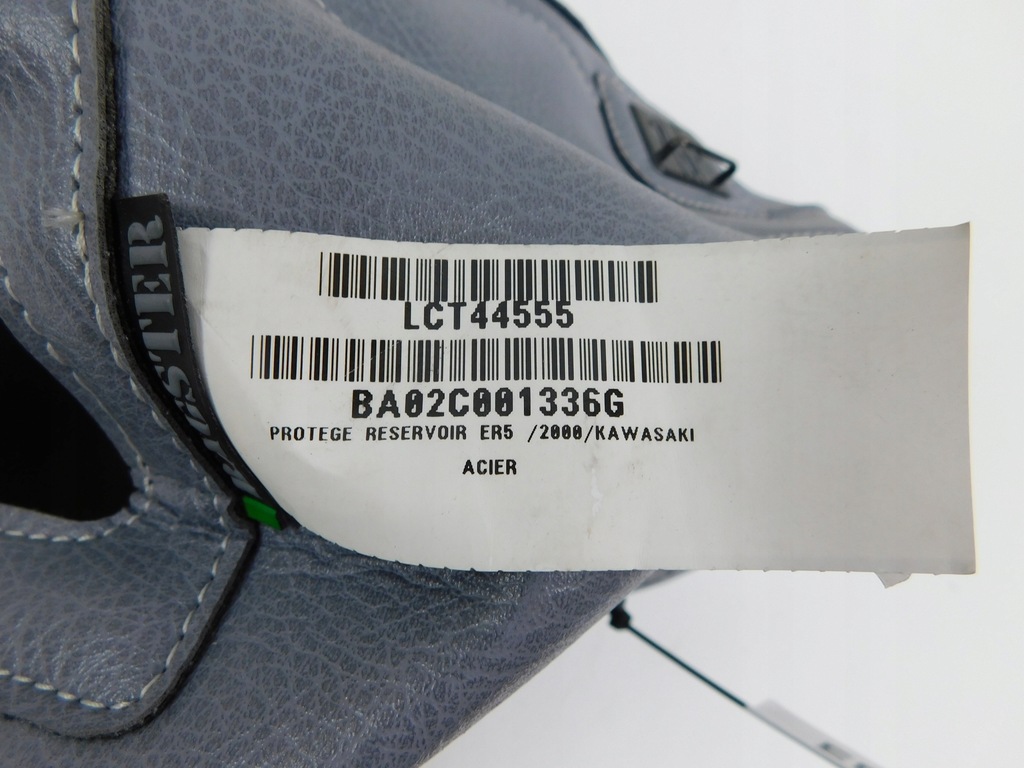 LCT44555
BA02C001336G
PROTEGE RESERVOIR ER5 /2000/KAWASAKI
ACIER